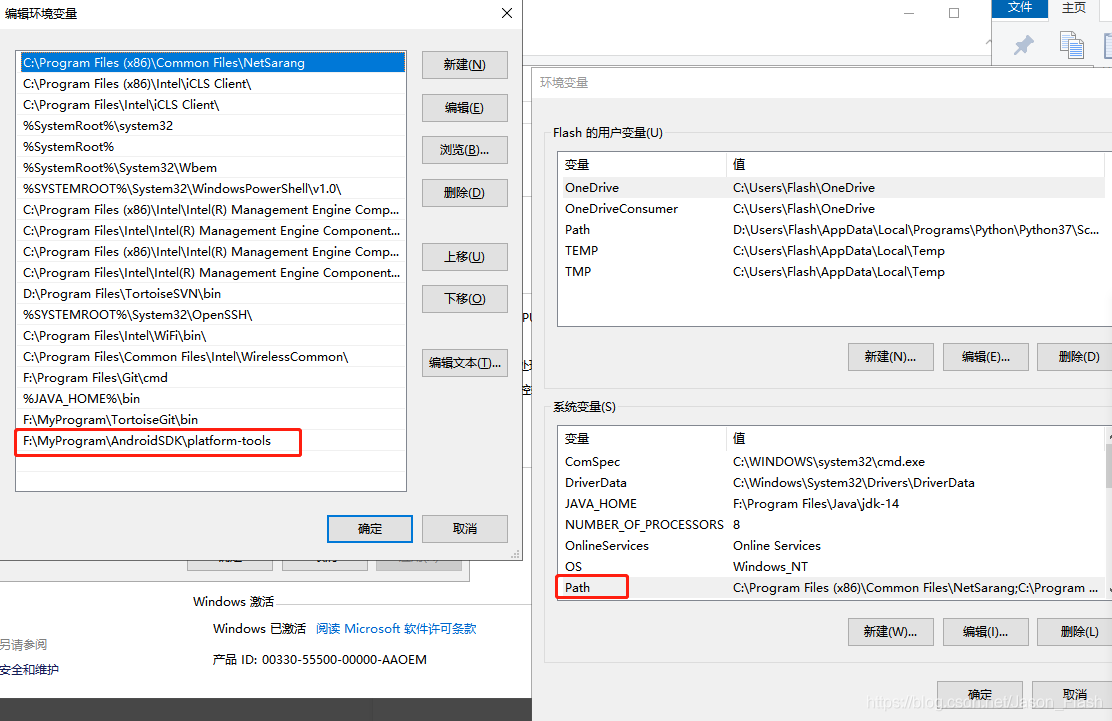 编辑环境变量
C:\Program Files (x86)\Common Files\NetSarang
C:\Program Files (x86)\Intel\iCLS Client\
C:\Program Files\Intel\iCLS Client\
%SystemRoot%\system32
%SystemRoot%
%SystemRoot%\System32\Wbem
%SYSTEMROOT%\System32\WindowsPowerShell\v1.0\
C:\Program Files (x86)\Intel\Intel(R) Management Engine Comp...
C:\Program Files\Intel\Intel(R) Management Engine Component...
C:\Program Files (x86)\Intel\Intel(R) Management Engine Comp...
C:\Program Files\Intel\Intel(R) Management Engine Component...
D:\Program Files\TortoiseSVN\bin
%SYSTEMROOT%\System32\OpenSSH\
C:\Program Files\Intel\WiFi\bin\
C:\Program Files\Common Files\Intel\WirelessCommon\
F:\Program Files\Git\cmd
%JAVA_HOME%\bin
F:\MyProgram\TortoiseGit\bin
F:\MyProgram\AndroidSDK\platform-tools
新建(N)
编辑(E)
浏览(B)...
删除(D)
上移(U)
下移(O)
编辑文本(T)...
确定
取消
Windows 激活
Windows 已激活 阅读 Microsoft 软件许可条款
产品 ID: 00330-55500-00000-AAOEM
另请参阅
安全和维护
文件 主页
环境变量
Flash 的用户变量(U)
变量 值
OneDrive C:\Users\Flash\OneDrive
OneDriveConsumer C:\Users\Flash\OneDrive
Path D:\Users\Flash\AppData\Local\Programs\Python\Python37\Sc...
TEMP C:\Users\Flash\AppData\Local\Temp
TMP C:\Users\Flash\AppData\Local\Temp
新建(N)... 编辑(E)... 删除(D)
系统变量(S)
变量 值
ComSpec C:\WINDOWS\system32\cmd.exe
DriverData C:\Windows\System32\Drivers\DriverData
JAVA_HOME F:\Program Files\Java\jdk-14
NUMBER_OF_PROCESSORS 8
OnlineServices Online Services
OS Windows_NT
Path C:\Program Files (x86)\Common Files\NetSarang;C:\Program ...
新建(W)... 编辑(I)... 删除(L)
确定 取消
https://blog.csdn.net/Jason_Flash